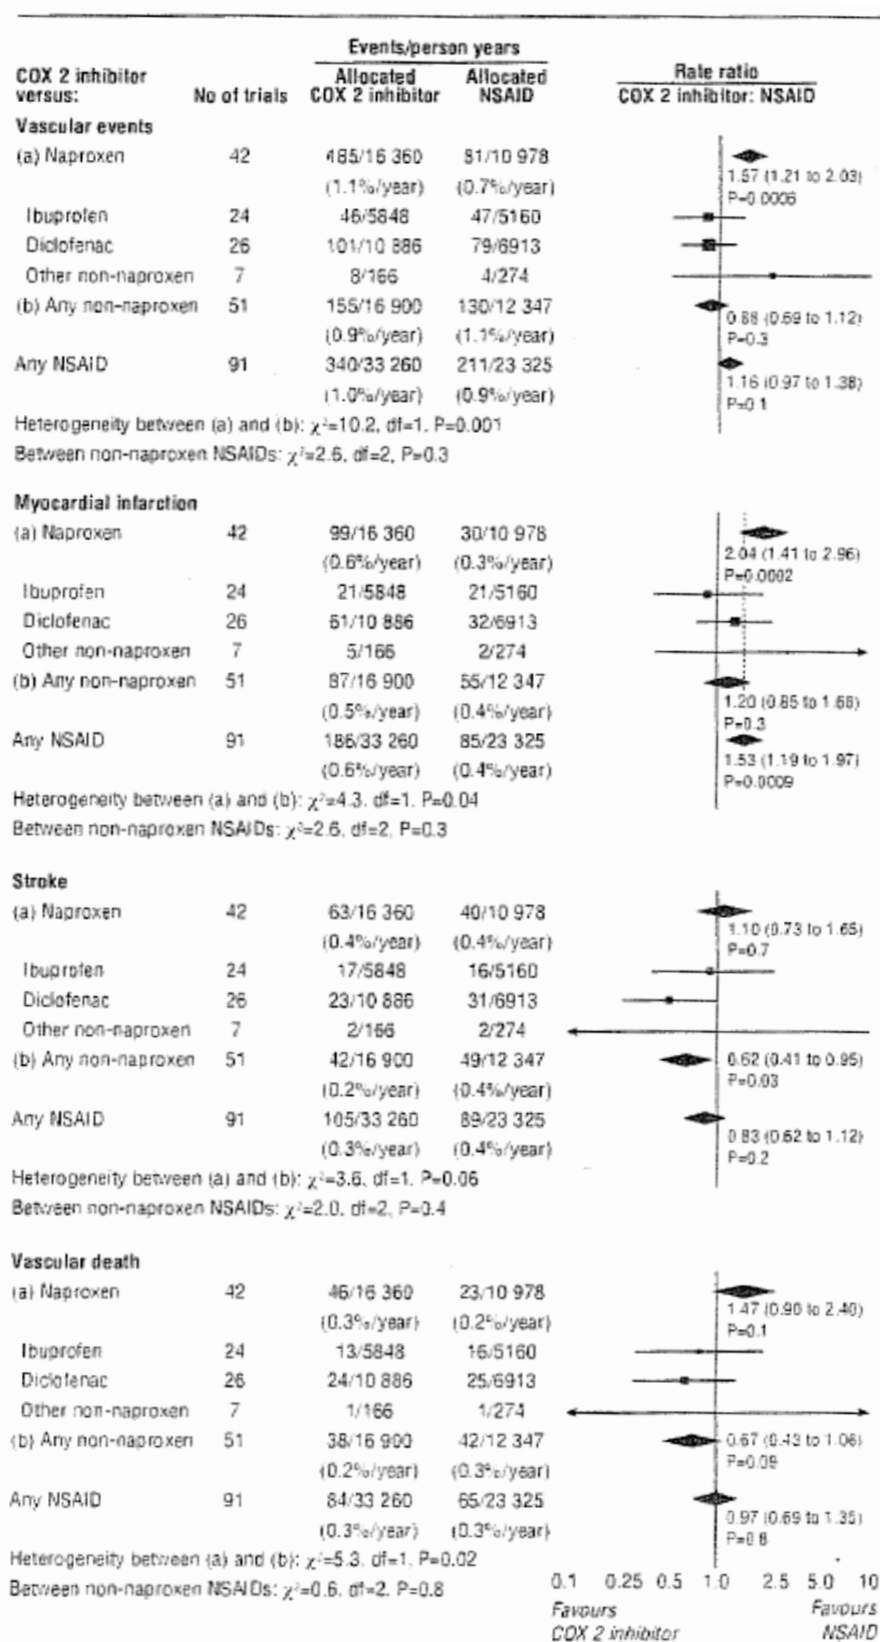 Events/person years
COX 2 inhibitor versus: No of trials Allocated COX 2 inhibitor Allocated NSAID Rate ratio COX 2 inhibitor: NSAID
Vascular events
(a) Naproxen 42 185/16 360 81/10 978
(1.1%/year) (0.7%/year) 1.57 (1.21 to 2.03)
P=0.0006
Ibuprofen 24 46/5848 47/5160
Diclofenac 26 101/10 886 79/6913
Other non-naproxen 7 8/166 4/274
(b) Any non-naproxen 51 155/16 900 130/12 347 0.88 (0.69 to 1.12)
(0.9%/year) (1.1%/year) P=0.3
Any NSAID 91 340/33 260 211/23 325 1.16 (0.97 to 1.38)
(1.0%/year) (0.9%/year) P=0.1
Heterogeneity between (a) and (b): χ²=10.2, df=1, P=0.001
Between non-naproxen NSAIDs: χ²=2.6, df=2, P=0.3
Myocardial infarction
(a) Naproxen 42 99/16 360 30/10 978
(0.6%/year) (0.3%/year) 2.04 (1.41 to 2.96)
P=0.0002
Ibuprofen 24 21/5848 21/5160
Diclofenac 26 61/10 886 32/6913
Other non-naproxen 7 5/166 2/274
(b) Any non-naproxen 51 87/16 900 55/12 347
(0.5%/year) (0.4%/year) 1.20 (0.85 to 1.68)
P=0.3
Any NSAID 91 186/33 260 85/23 325
(0.6%/year) (0.4%/year) 1.53 (1.19 to 1.97)
P=0.0009
Heterogeneity between (a) and (b): χ²=4.3, df=1, P=0.04
Between non-naproxen NSAIDs: χ²=2.6, df=2, P=0.3
Stroke
(a) Naproxen 42 63/16 360 40/10 978 1.10 (0.73 to 1.65)
(0.4%/year) (0.4%/year) P=0.7
Ibuprofen 24 17/5848 16/5160
Diclofenac 26 23/10 886 31/6913
Other non-naproxen 7 2/166 2/274
(b) Any non-naproxen 51 42/16 900 49/12 347 0.62 (0.41 to 0.95)
(0.2%/year) (0.4%/year) P=0.03
Any NSAID 91 105/33 260 89/23 325
(0.3%/year) (0.4%/year) 0.83 (0.62 to 1.12)
P=0.2
Heterogeneity between (a) and (b): χ²=3.6, df=1, P=0.06
Between non-naproxen NSAIDs: χ²=2.0, df=2, P=0.4
Vascular death
(a) Naproxen 42 46/16 360 23/10 978 1.47 (0.90 to 2.40)
(0.3%/year) (0.2%/year) P=0.1
Ibuprofen 24 13/5848 16/5160
Diclofenac 26 24/10 886 25/6913
Other non-naproxen 7 1/166 1/274
(b) Any non-naproxen 51 38/16 900 42/12 347 0.67 (0.43 to 1.06)
(0.2%/year) (0.3%/year) P=0.09
Any NSAID 91 84/33 260 65/23 325 0.97 (0.69 to 1.35)
(0.3%/year) (0.3%/year) P=0.8
Heterogeneity between (a) and (b): χ²=5.3, df=1, P=0.02
Between non-naproxen NSAIDs: χ²=0.6, df=2, P=0.8
0.1 0.25 0.5 1.0 2.5 5.0 10
Favours COX 2 inhibitor Favours NSAID